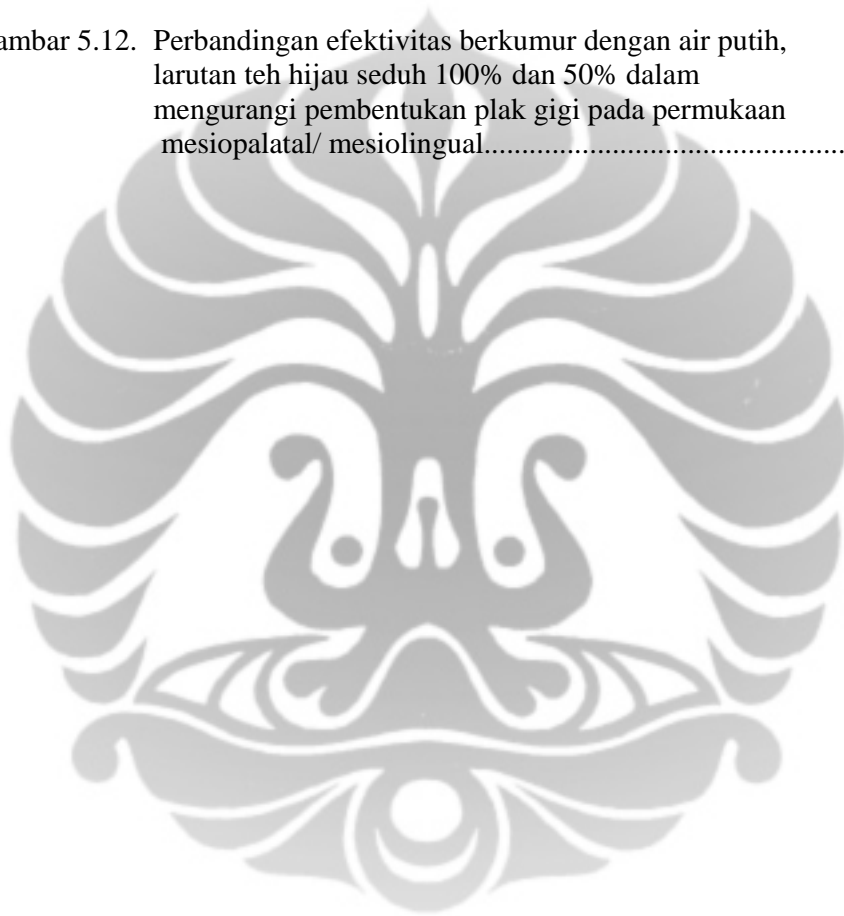 ambar 5.12. Perbandingan efektivitas berkumur dengan air putih,
larutan teh hijau seduh 100% dan 50% dalam
mengurangi pembentukan plak gigi pada permukaan
mesiopalatal/ mesiolingual................................................